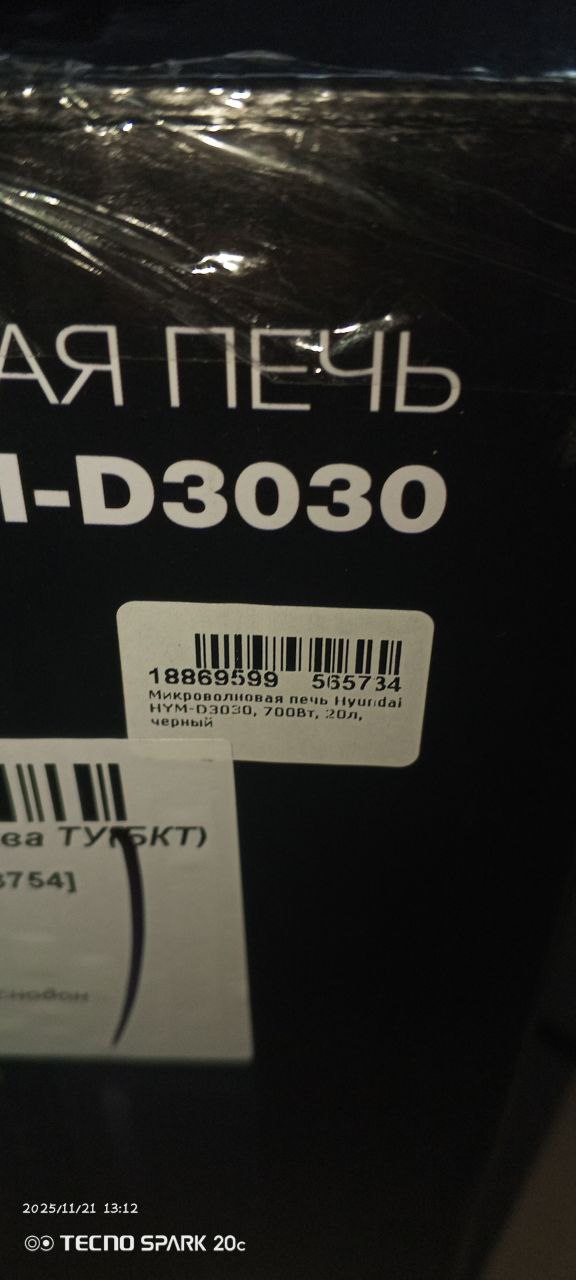 АЯ ПЕЧЬ
-D3030
18869599 565734
Микроволновая печь Hyundai
HYM-D3030, 700Вт, 20л,
черный
ва ТУ(БКТ)
3754]
2025/11/21 13:12
TECNO SPARK 20c